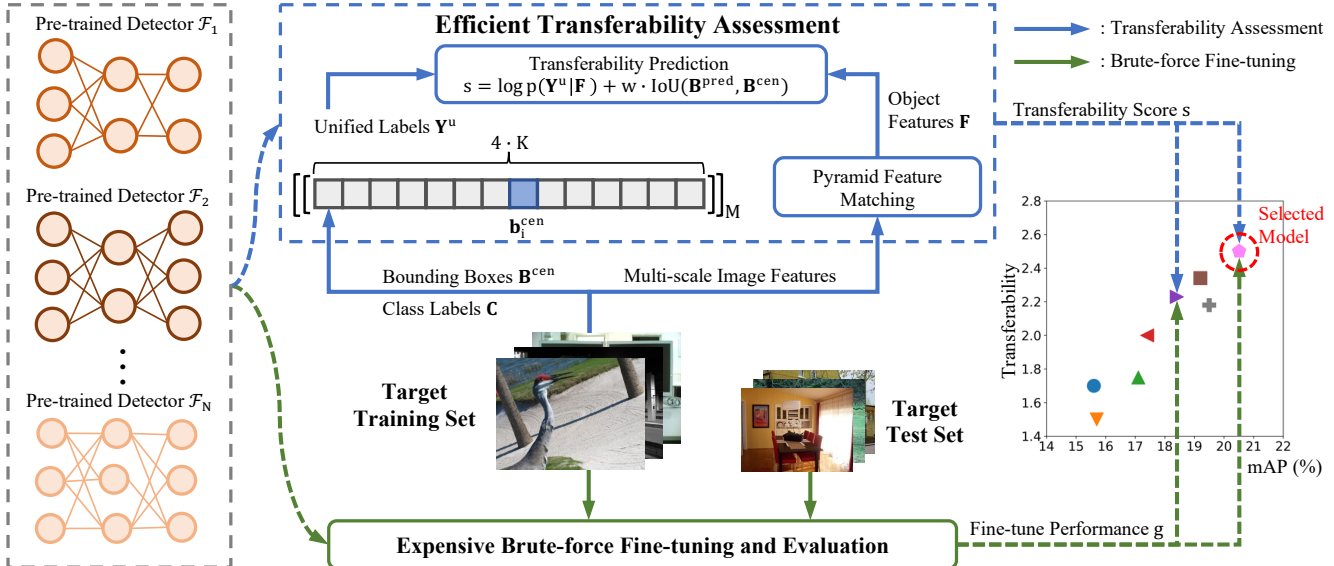 Pre-trained Detector ℱ₁
Pre-trained Detector ℱ₂
Pre-trained Detector ℱ_N
Efficient Transferability Assessment
Transferability Prediction
s = log p(𝐘ᵘ|𝐅) + w · IoU(𝐁ᵖʳᵉᵈ, 𝐁ᶜᵉⁿ)
Unified Labels 𝐘ᵘ
Object
Features 𝐅
4 · K
M
𝐛ᵢᶜᵉⁿ
Pyramid Feature
Matching
Bounding Boxes 𝐁ᶜᵉⁿ
Class Labels 𝐂
Multi-scale Image Features
Target
Training Set
Target
Test Set
Expensive Brute-force Fine-tuning and Evaluation
: Transferability Assessment
: Brute-force Fine-tuning
Transferability Score s
Fine-tune Performance g
Selected
Model
Transferability
2.8
2.6
2.4
2.2
2.0
1.8
1.6
1.4
14 15 16 17 18 19 20 21 22
mAP (%)